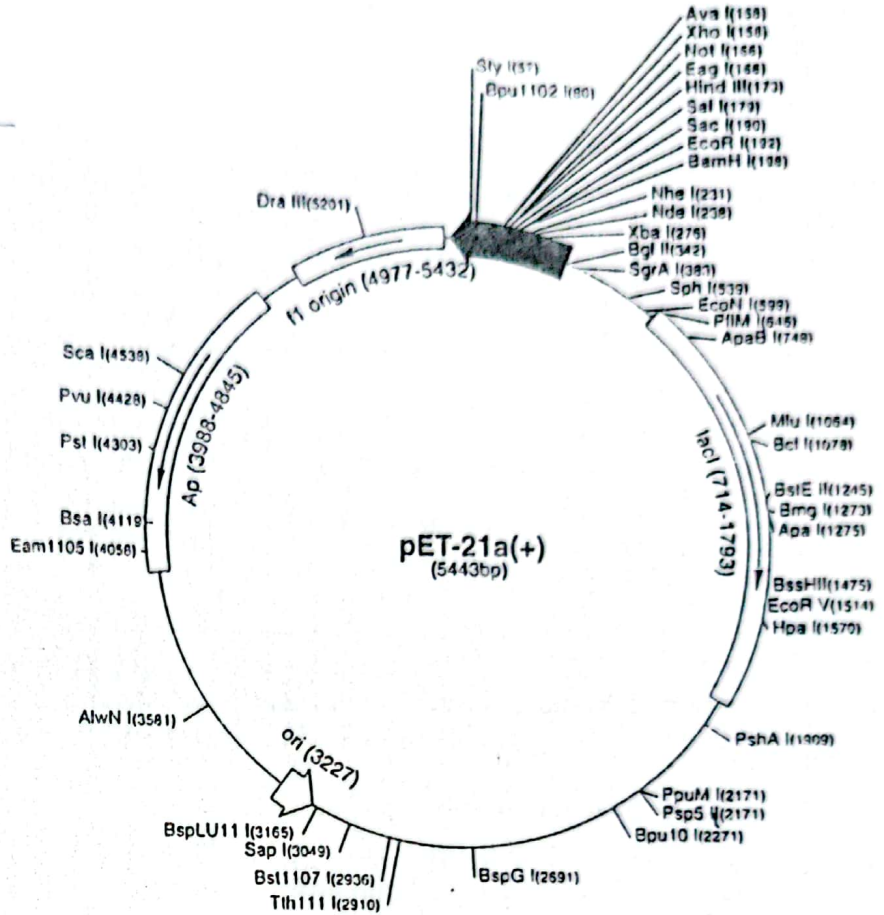 Ava I(158)
Xho I(158)
Not I(166)
Eag I(166)
Hind III(173)
Sal I(179)
Sac I(190)
EcoR I(192)
BamH I(198)
Sty I(57)
Bpu1102 I(80)
Nhe I(231)
Nde I(238)
Xba I(276)
Bgl II(342)
SgrA I(383)
Sph I(539)
EcoN I(599)
PflM I(646)
ApaB I(748)
Dra III(5201)
f1 origin (4977-5432)
Sca I(4538)
Pvu I(4428)
Pst I(4303)
Bsa I(4119)
Eam1105 I(4058)
Ap (3988-4845)
Mlu I(1064)
Bcl I(1078)
BstE II(1245)
Bmg I(1273)
Apa I(1275)
BssHII(1475)
EcoR V(1514)
Hpa I(1570)
lacI (714-1793)
pET-21a(+)
(5443bp)
AlwN I(3581)
ori (3227)
PshA I(1909)
PpuM I(2171)
Psp5 II(2171)
Bpu10 I(2271)
BspLU11 I(3165)
Sap I(3049)
Bst1107 I(2936)
Tth111 I(2910)
BspG I(2691)